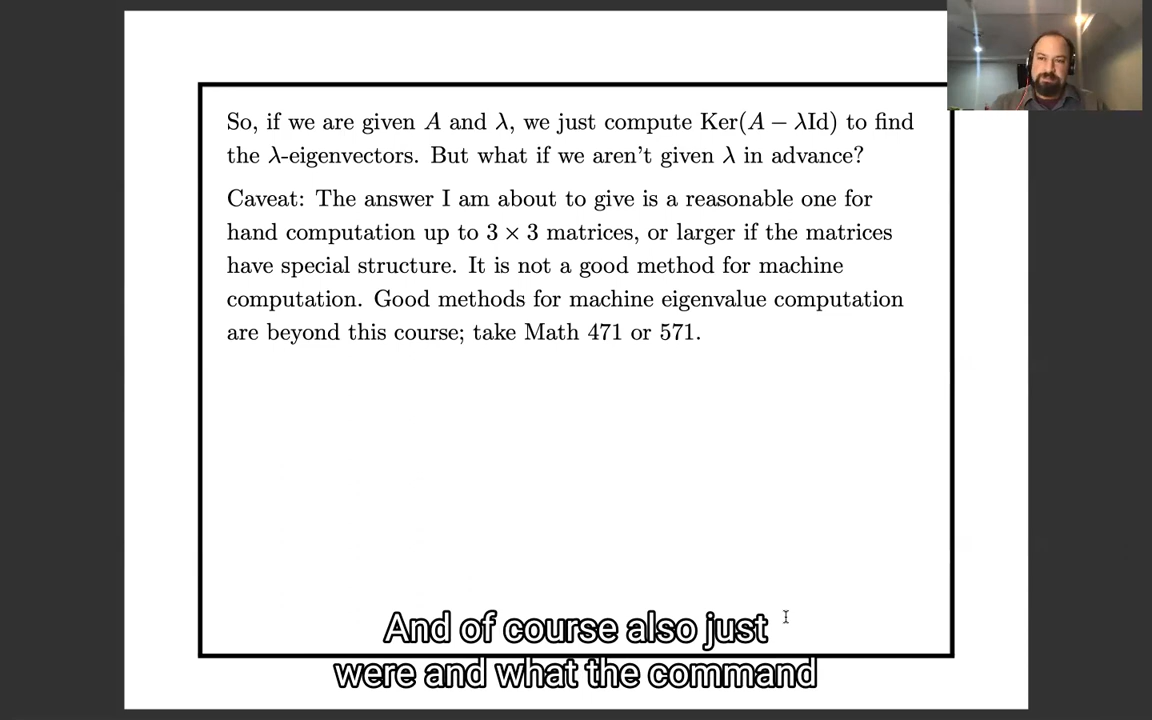 So, if we are given A and λ, we just compute Ker(A − λId) to find
the λ-eigenvectors. But what if we aren't given λ in advance?
Caveat: The answer I am about to give is a reasonable one for
hand computation up to 3 × 3 matrices, or larger if the matrices
have special structure. It is not a good method for machine
computation. Good methods for machine eigenvalue computation
are beyond this course; take Math 471 or 571.
And of course also just
were and what the command